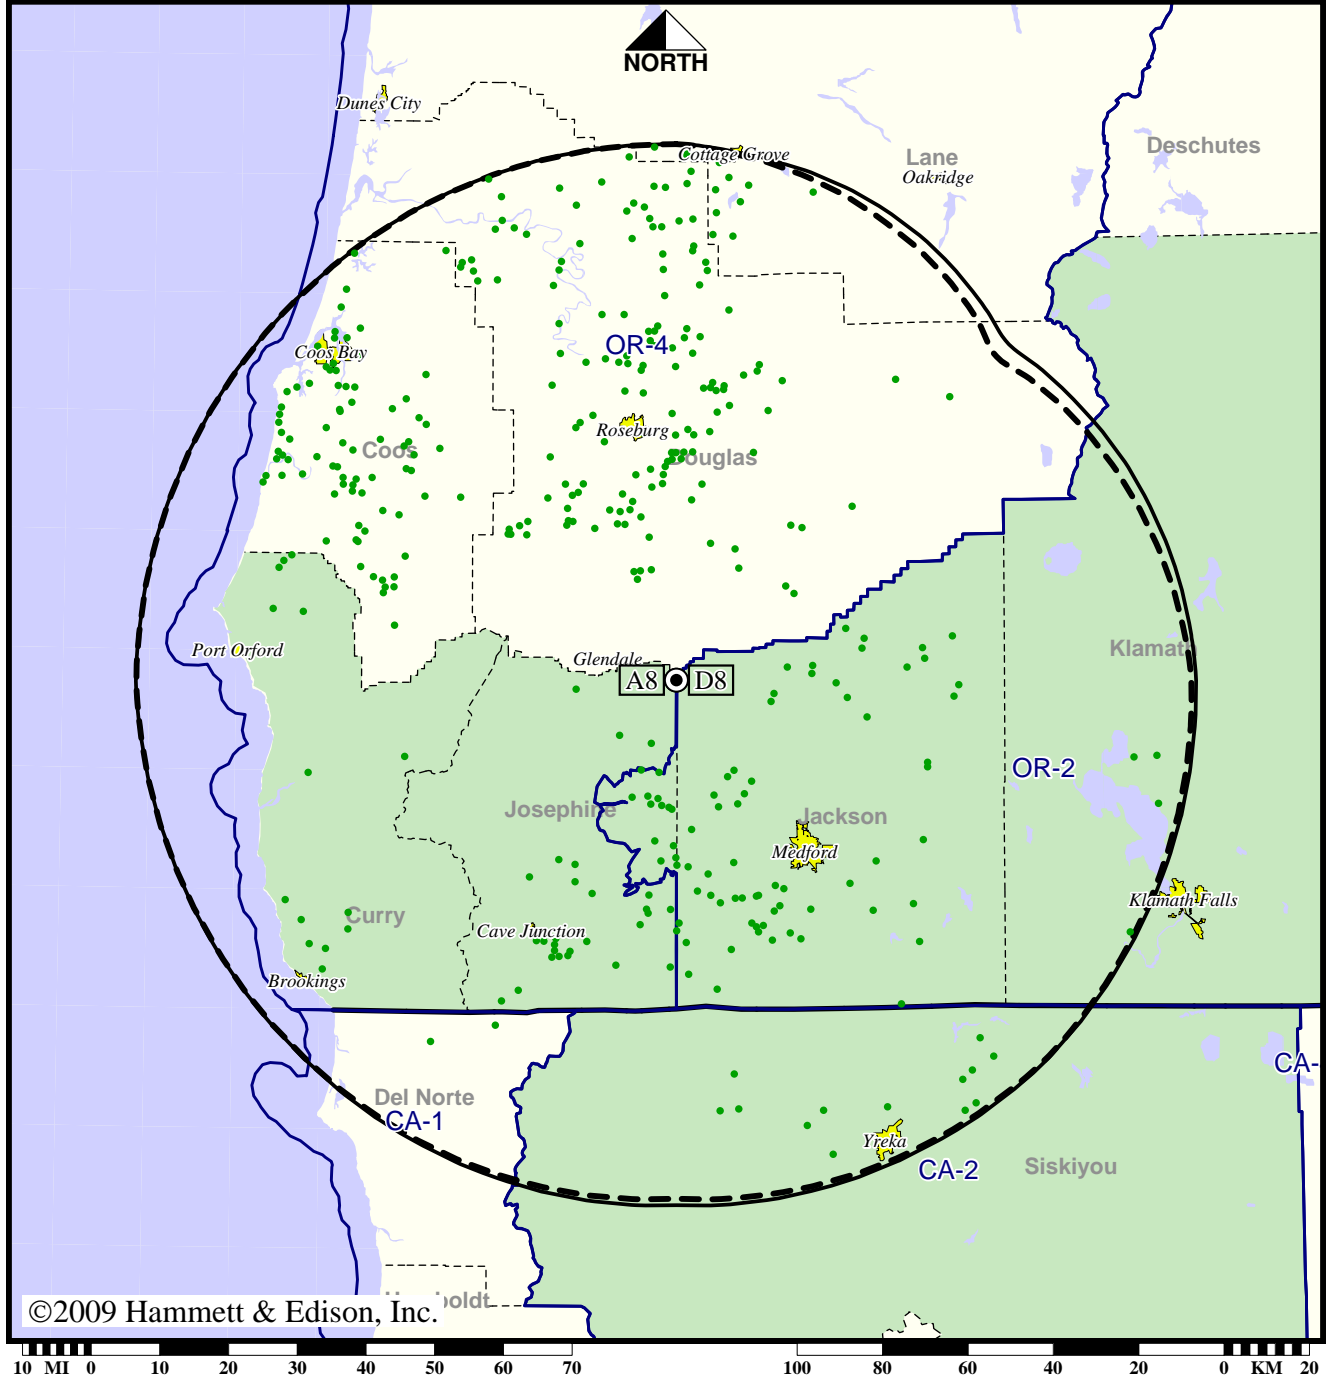 NORTH
Dunes City
Cottage Grove
Lane
Oakridge
Deschutes
Coos Bay
OR-4
Roseburg
Coos
Douglas
Port Orford
Glendale
A8
D8
Klamath
OR-2
Josephine
Jackson
Medford
Curry
Cave Junction
Klamath Falls
Brookings
CA-
Del Norte
CA-1
Yreka
CA-2
Siskiyou
©2009 Hammett & Edison, Inc.
10 MI 0 10 20 30 40 50 60 70 100 80 60 40 20 0 KM 20